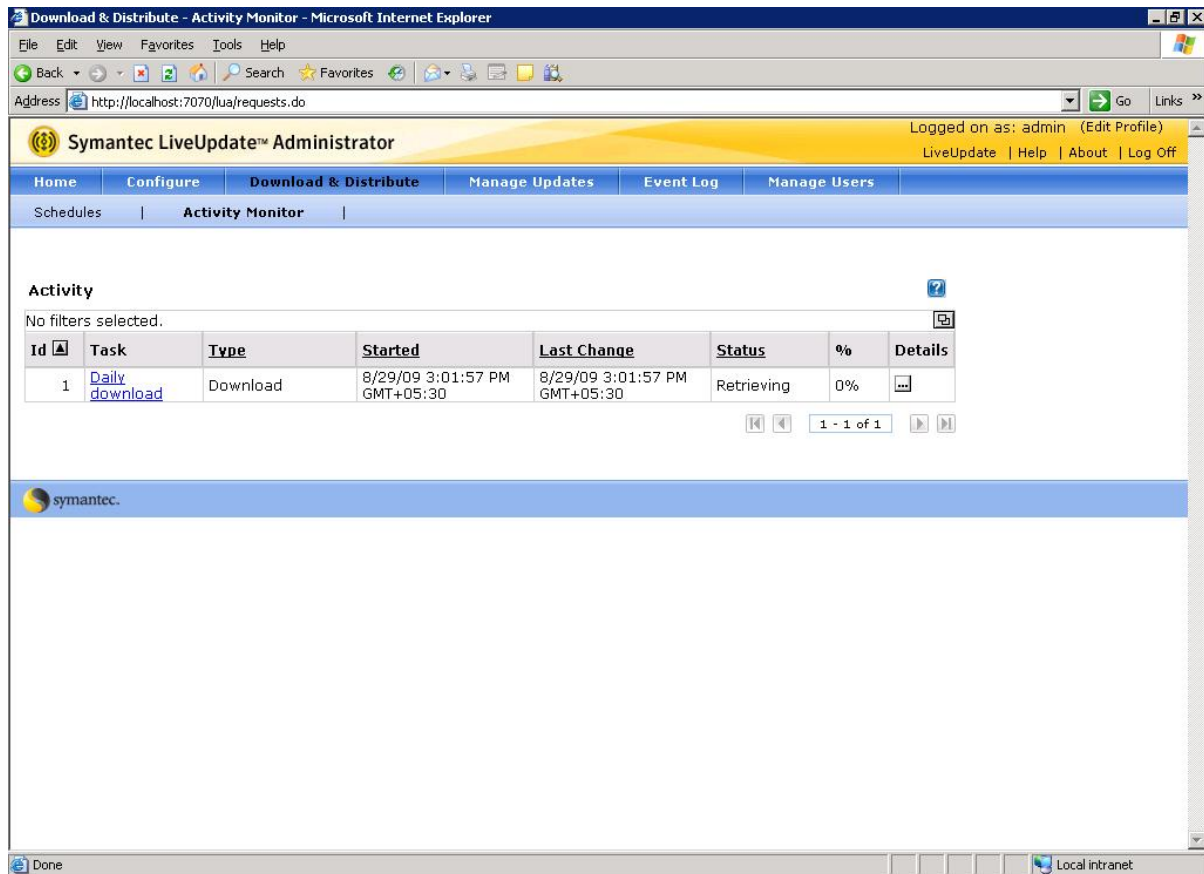 Download & Distribute - Activity Monitor - Microsoft Internet Explorer
File Edit View Favorites Tools Help
Back Search Favorites
Address http://localhost:7070/lua/requests.do Go Links »
Symantec LiveUpdate™ Administrator
Logged on as: admin (Edit Profile)
LiveUpdate | Help | About | Log Off
Home Configure Download & Distribute Manage Updates Event Log Manage Users
Schedules | Activity Monitor |
Activity
No filters selected.
Id Task Type Started Last Change Status % Details
1 Daily download Download 8/29/09 3:01:57 PM GMT+05:30 8/29/09 3:01:57 PM GMT+05:30 Retrieving 0% ...
1 - 1 of 1
symantec.
Done Local intranet